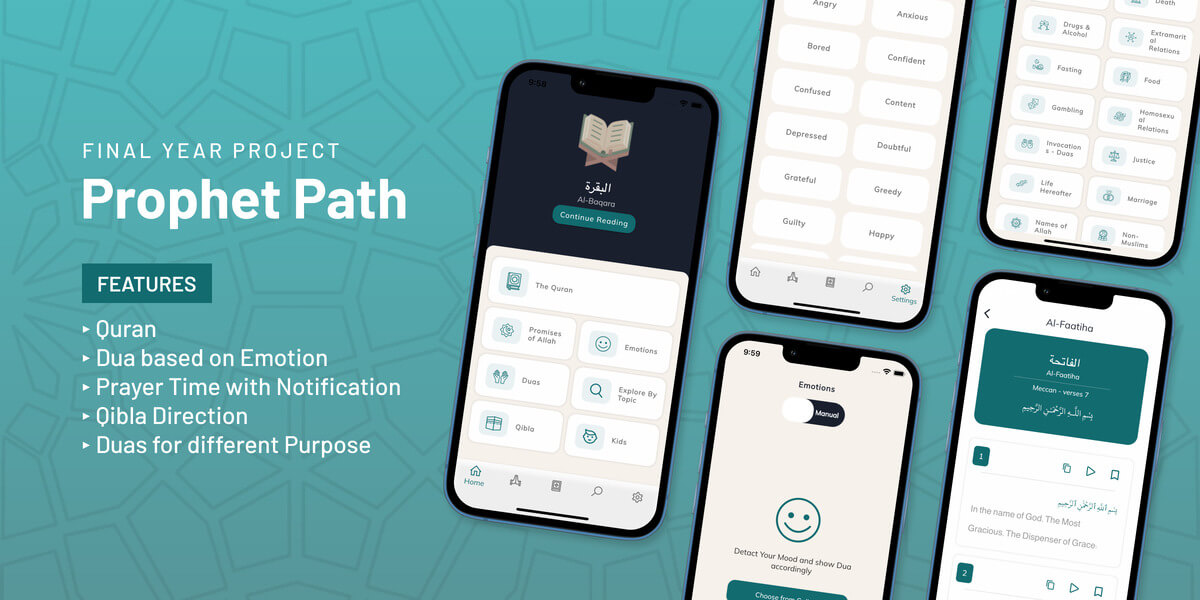 FINAL YEAR PROJECT
Prophet Path
FEATURES
‣ Quran
‣ Dua based on Emotion
‣ Prayer Time with Notification
‣ Qibla Direction
‣ Duas for different Purpose
9:58
البقرة
Al-Baqara
Continue Reading
The Quran
Promises
of Allah
Emotions
Duas
Explore By
Topic
Qibla
Kids
Home
Angry
Anxious
Bored
Confident
Confused
Content
Depressed
Doubtful
Grateful
Greedy
Guilty
Happy
Settings
Death
Drugs &
Alcohol
Extramarit
al
Relations
Fasting
Food
Gambling
Homosexu
al
Relations
Invocation
s - Duas
Justice
Life
Hereafter
Marriage
Names of
Allah
Non-
Muslims
9:59
Emotions
Manual
Detact Your Mood and show Dua
accordingly
Al-Faatiha
الفاتحة
Al-Faatiha
Meccan - verses 7
بِسْمِ اللَّهِ الرَّحْمَٰنِ الرَّحِيمِ
1
بِسْمِ اللَّهِ الرَّحْمَٰنِ الرَّحِيمِ
In the name of God. The Most
Gracious. The Dispenser of Grace:
2